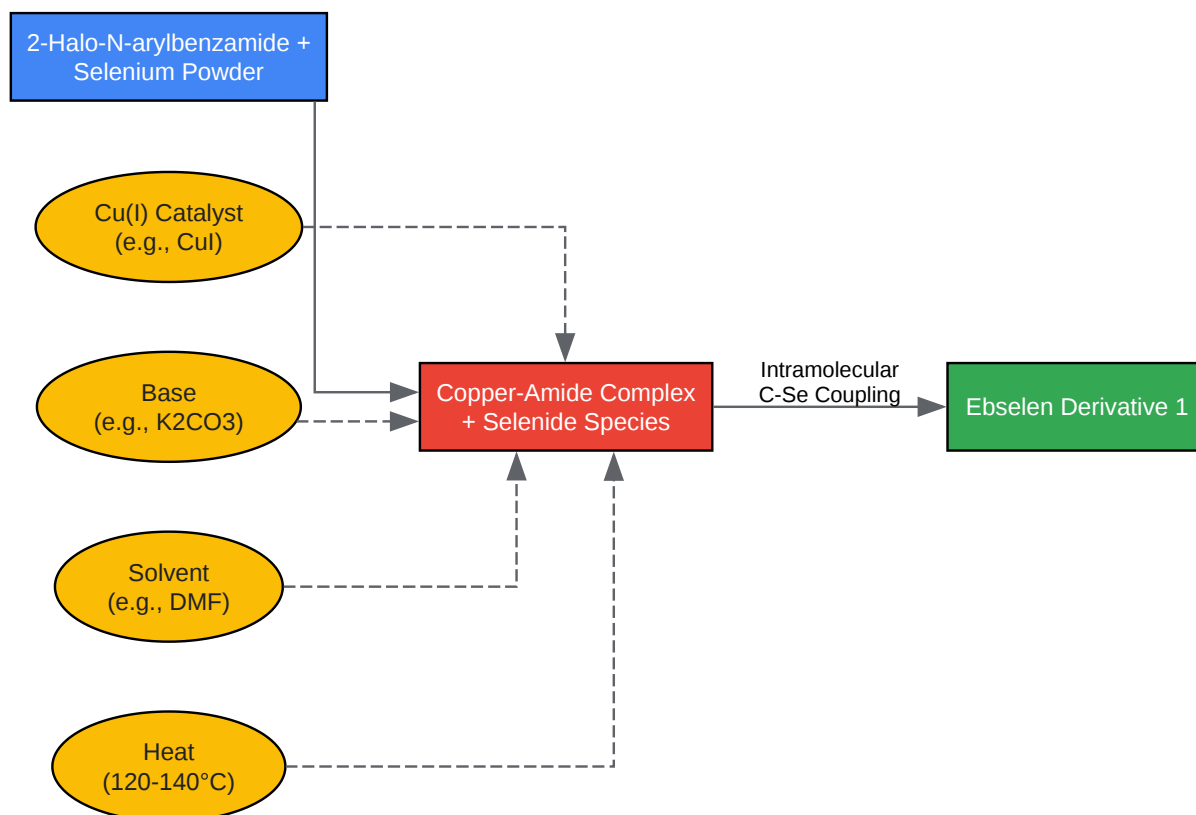 2-Halo-N-arylbenzamide +
Selenium Powder
Cu(I) Catalyst
(e.g., CuI)
Base
(e.g., K2CO3)
Copper-Amide Complex
+ Selenide Species
Intramolecular
C-Se Coupling
Ebselen Derivative 1
Solvent
(e.g., DMF)
Heat
(120-140°C)